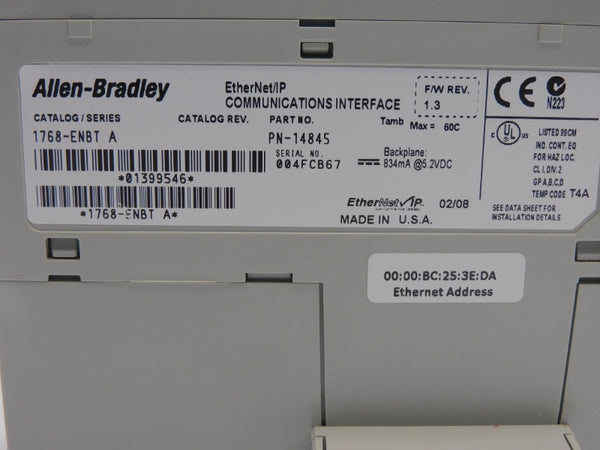 Allen-Bradley
EtherNet/IP
COMMUNICATIONS INTERFACE
F/W REV.
1.3
CE N223
CATALOG / SERIES
CATALOG REV.
PART NO.
Tamb
Max = 60C
1768-ENBT A
PN-14845
SERIAL NO.
004FCB67
Backplane:
834mA @5.2VDC
*01399546*
*1768-ENBT A*
EtherNet/IP
02/08
MADE IN U.S.A.
c UL us
LISTED 99CM
IND. CONT. EQ
FOR HAZ LOC.
CL I, DIV. 2
GP A,B,C,D
TEMP CODE T4A
SEE DATA SHEET FOR
INSTALLATION DETAILS
00:00:BC:25:3E:DA
Ethernet Address